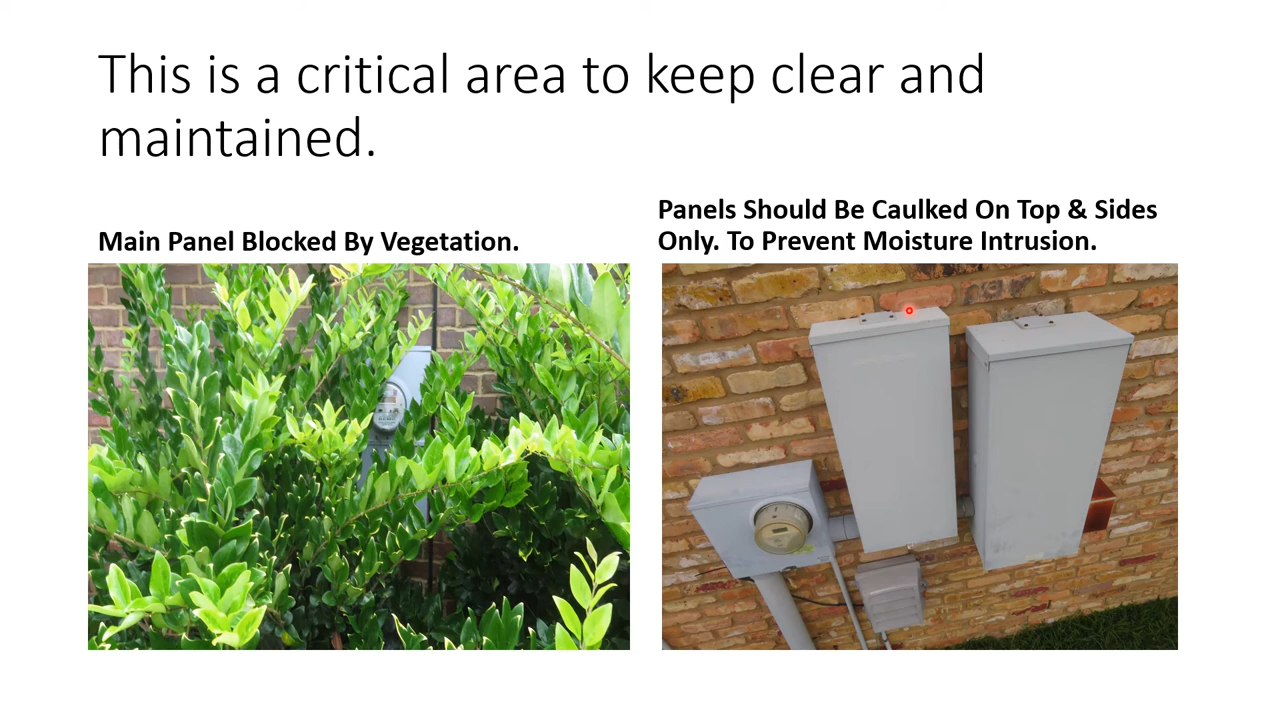 This is a critical area to keep clear and
maintained.
Main Panel Blocked By Vegetation.
Panels Should Be Caulked On Top & Sides
Only. To Prevent Moisture Intrusion.